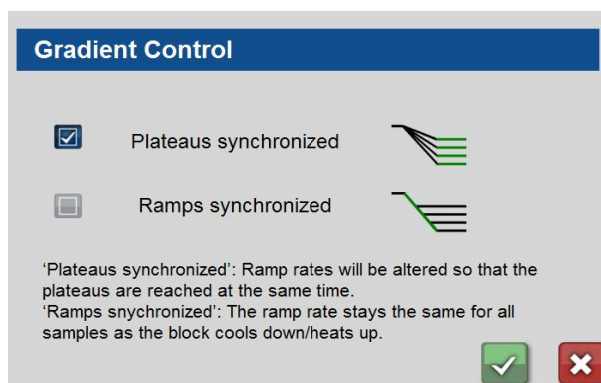 Gradient Control
Plateaus synchronized
Ramps synchronized
‘Plateaus synchronized’: Ramp rates will be altered so that the
plateaus are reached at the same time.
‘Ramps snychronized’: The ramp rate stays the same for all
samples as the block cools down/heats up.